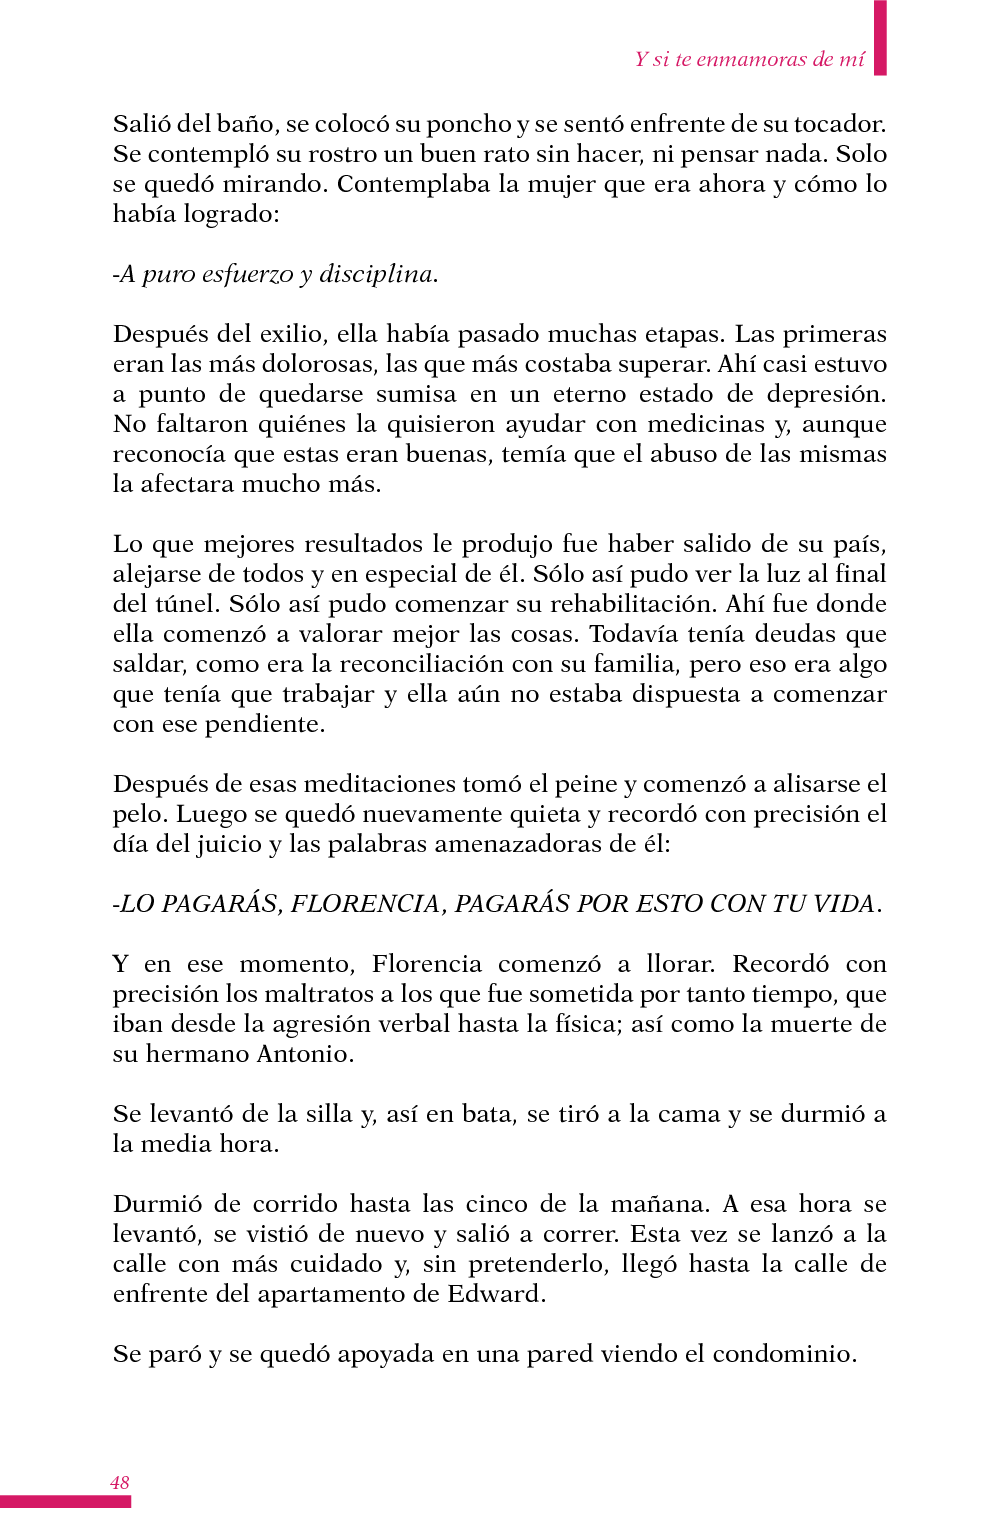 Y si te enmamoras de mí
Salió del baño, se colocó su poncho y se sentó enfrente de su tocador.
Se contempló su rostro un buen rato sin hacer, ni pensar nada. Solo
se quedó mirando. Contemplaba la mujer que era ahora y cómo lo
había logrado:
-A puro esfuerzo y disciplina.
Después del exilio, ella había pasado muchas etapas. Las primeras
eran las más dolorosas, las que más costaba superar. Ahí casi estuvo
a punto de quedarse sumisa en un eterno estado de depresión.
No faltaron quiénes la quisieron ayudar con medicinas y, aunque
reconocía que estas eran buenas, temía que el abuso de las mismas
la afectara mucho más.
Lo que mejores resultados le produjo fue haber salido de su país,
alejarse de todos y en especial de él. Sólo así pudo ver la luz al final
del túnel. Sólo así pudo comenzar su rehabilitación. Ahí fue donde
ella comenzó a valorar mejor las cosas. Todavía tenía deudas que
saldar, como era la reconciliación con su familia, pero eso era algo
que tenía que trabajar y ella aún no estaba dispuesta a comenzar
con ese pendiente.
Después de esas meditaciones tomó el peine y comenzó a alisarse el
pelo. Luego se quedó nuevamente quieta y recordó con precisión el
día del juicio y las palabras amenazadoras de él:
-LO PAGARÁS, FLORENCIA, PAGARÁS POR ESTO CON TU VIDA.
Y en ese momento, Florencia comenzó a llorar. Recordó con
precisión los maltratos a los que fue sometida por tanto tiempo, que
iban desde la agresión verbal hasta la física; así como la muerte de
su hermano Antonio.
Se levantó de la silla y, así en bata, se tiró a la cama y se durmió a
la media hora.
Durmió de corrido hasta las cinco de la mañana. A esa hora se
levantó, se vistió de nuevo y salió a correr. Esta vez se lanzó a la
calle con más cuidado y, sin pretenderlo, llegó hasta la calle de
enfrente del apartamento de Edward.
Se paró y se quedó apoyada en una pared viendo el condominio.
48